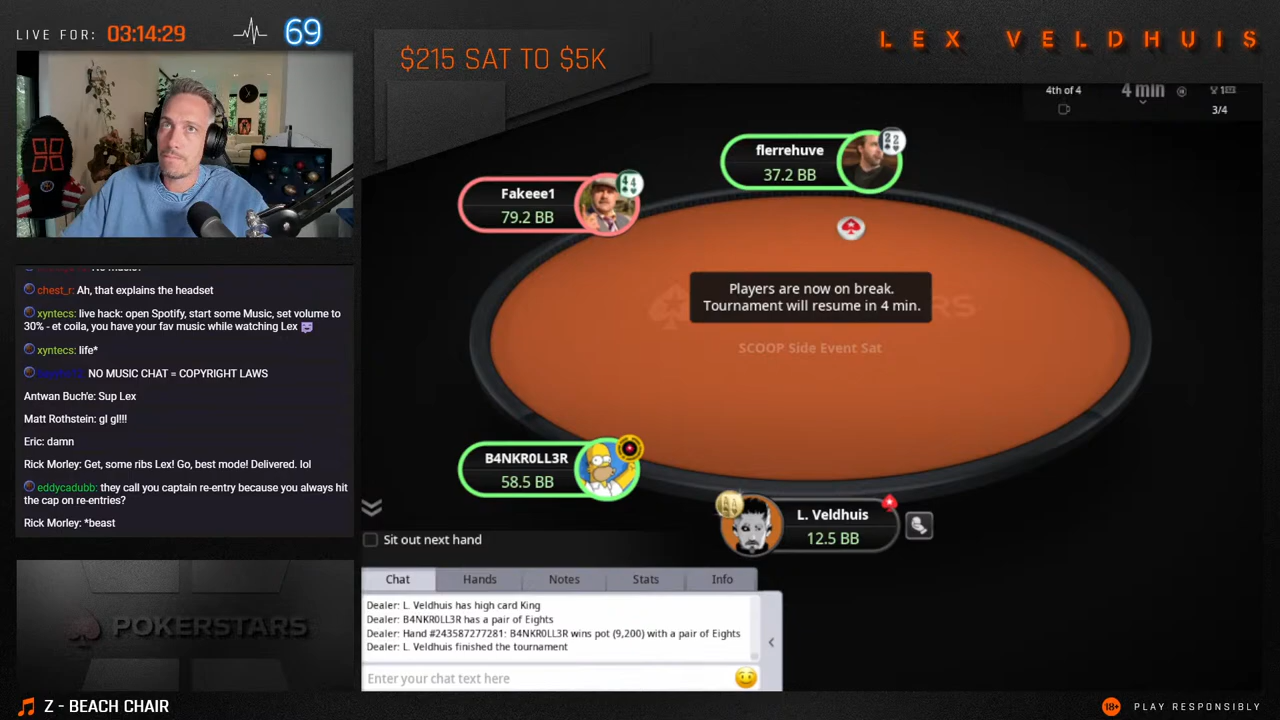 LIVE FOR: 03:14:29 69
$215 SAT TO $5K
LEX VELDHUIS
4th of 4
4 min
3/4
flerrehuve
37.2 BB
Fakeee1
79.2 BB
Players are now on break.
Tournament will resume in 4 min.
SCOOP Side Event Sat
B4NKR0LL3R
58.5 BB
L. Veldhuis
12.5 BB
chest_r: Ah, that explains the headset
xyntecs: live hack: open Spotify, start some Music, set volume to
30% - et coila, you have your fav music while watching Lex
xyntecs: life*
NO MUSIC CHAT = COPYRIGHT LAWS
Antwan Buch'e: Sup Lex
Matt Rothstein: gl gl!!!
Eric: damn
Rick Morley: Get, some ribs Lex! Go, best mode! Delivered. lol
eddycadubb: they call you captain re-entry because you always hit
the cap on re-entries?
Rick Morley: *beast
Sit out next hand
Chat Hands Notes Stats Info
Dealer: L. Veldhuis has high card King
Dealer: B4NKR0LL3R has a pair of Eights
Dealer: Hand #243587277281: B4NKR0LL3R wins pot (9,200) with a pair of Eights
Dealer: L. Veldhuis finished the tournament
Enter your chat text here
POKERSTARS
Z - BEACH CHAIR
18+ PLAY RESPONSIBLY